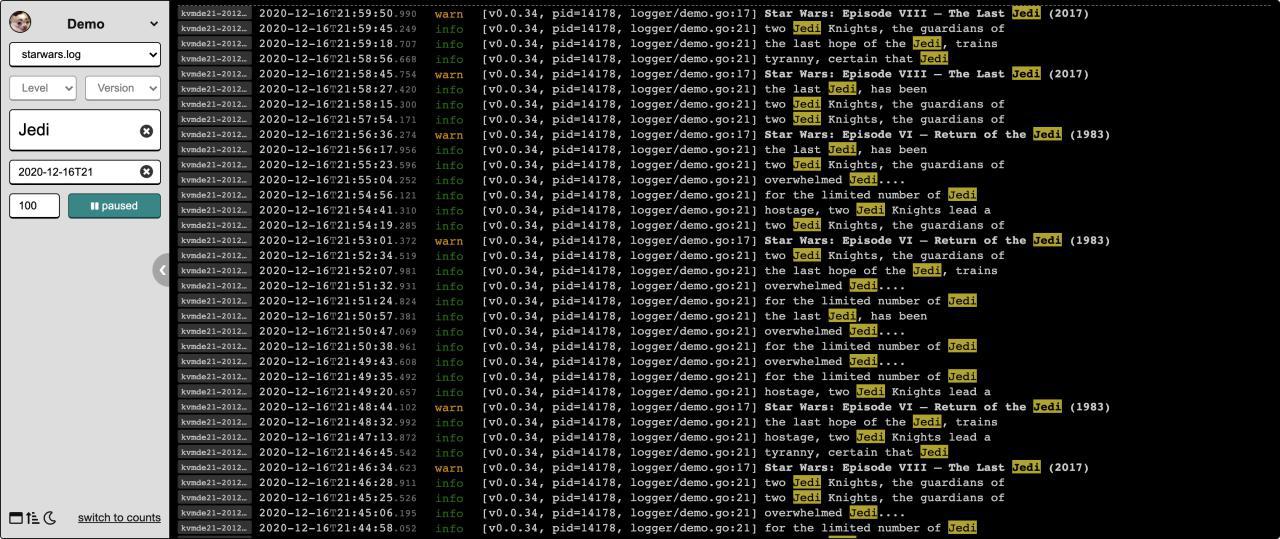 Demo
starwars.log
Level Version
Jedi
2020-12-16T21
100 paused
switch to counts
kvmde21-2012… 2020-12-16T21:59:50.990 warn [v0.0.34, pid=14178, logger/demo.go:17] Star Wars: Episode VIII — The Last Jedi (2017)
kvmde21-2012… 2020-12-16T21:59:45.249 info [v0.0.34, pid=14178, logger/demo.go:21] two Jedi Knights, the guardians of
kvmde21-2012… 2020-12-16T21:59:18.707 info [v0.0.34, pid=14178, logger/demo.go:21] the last hope of the Jedi, trains
kvmde21-2012… 2020-12-16T21:58:56.668 info [v0.0.34, pid=14178, logger/demo.go:21] tyranny, certain that Jedi
kvmde21-2012… 2020-12-16T21:58:45.754 warn [v0.0.34, pid=14178, logger/demo.go:17] Star Wars: Episode VIII — The Last Jedi (2017)
kvmde21-2012… 2020-12-16T21:58:27.420 info [v0.0.34, pid=14178, logger/demo.go:21] the last Jedi, has been
kvmde21-2012… 2020-12-16T21:58:15.300 info [v0.0.34, pid=14178, logger/demo.go:21] two Jedi Knights, the guardians of
kvmde21-2012… 2020-12-16T21:57:54.171 info [v0.0.34, pid=14178, logger/demo.go:21] two Jedi Knights, the guardians of
kvmde21-2012… 2020-12-16T21:56:36.274 warn [v0.0.34, pid=14178, logger/demo.go:17] Star Wars: Episode VI — Return of the Jedi (1983)
kvmde21-2012… 2020-12-16T21:56:17.956 info [v0.0.34, pid=14178, logger/demo.go:21] the last Jedi, has been
kvmde21-2012… 2020-12-16T21:55:23.596 info [v0.0.34, pid=14178, logger/demo.go:21] two Jedi Knights, the guardians of
kvmde21-2012… 2020-12-16T21:55:04.252 info [v0.0.34, pid=14178, logger/demo.go:21] overwhelmed Jedi....
kvmde21-2012… 2020-12-16T21:54:56.121 info [v0.0.34, pid=14178, logger/demo.go:21] for the limited number of Jedi
kvmde21-2012… 2020-12-16T21:54:41.310 info [v0.0.34, pid=14178, logger/demo.go:21] hostage, two Jedi Knights lead a
kvmde21-2012… 2020-12-16T21:54:19.285 info [v0.0.34, pid=14178, logger/demo.go:21] two Jedi Knights, the guardians of
kvmde21-2012… 2020-12-16T21:53:01.372 warn [v0.0.34, pid=14178, logger/demo.go:17] Star Wars: Episode VI — Return of the Jedi (1983)
kvmde21-2012… 2020-12-16T21:52:34.519 info [v0.0.34, pid=14178, logger/demo.go:21] two Jedi Knights, the guardians of
kvmde21-2012… 2020-12-16T21:52:07.981 info [v0.0.34, pid=14178, logger/demo.go:21] the last hope of the Jedi, trains
kvmde21-2012… 2020-12-16T21:51:32.931 info [v0.0.34, pid=14178, logger/demo.go:21] overwhelmed Jedi....
kvmde21-2012… 2020-12-16T21:51:24.824 info [v0.0.34, pid=14178, logger/demo.go:21] for the limited number of Jedi
kvmde21-2012… 2020-12-16T21:50:57.381 info [v0.0.34, pid=14178, logger/demo.go:21] the last Jedi, has been
kvmde21-2012… 2020-12-16T21:50:47.069 info [v0.0.34, pid=14178, logger/demo.go:21] overwhelmed Jedi....
kvmde21-2012… 2020-12-16T21:50:38.961 info [v0.0.34, pid=14178, logger/demo.go:21] for the limited number of Jedi
kvmde21-2012… 2020-12-16T21:49:43.608 info [v0.0.34, pid=14178, logger/demo.go:21] overwhelmed Jedi....
kvmde21-2012… 2020-12-16T21:49:35.492 info [v0.0.34, pid=14178, logger/demo.go:21] for the limited number of Jedi
kvmde21-2012… 2020-12-16T21:49:20.657 info [v0.0.34, pid=14178, logger/demo.go:21] hostage, two Jedi Knights lead a
kvmde21-2012… 2020-12-16T21:48:44.102 warn [v0.0.34, pid=14178, logger/demo.go:17] Star Wars: Episode VI — Return of the Jedi (1983)
kvmde21-2012… 2020-12-16T21:48:32.992 info [v0.0.34, pid=14178, logger/demo.go:21] the last hope of the Jedi, trains
kvmde21-2012… 2020-12-16T21:47:13.872 info [v0.0.34, pid=14178, logger/demo.go:21] hostage, two Jedi Knights lead a
kvmde21-2012… 2020-12-16T21:46:45.542 info [v0.0.34, pid=14178, logger/demo.go:21] tyranny, certain that Jedi
kvmde21-2012… 2020-12-16T21:46:34.623 warn [v0.0.34, pid=14178, logger/demo.go:17] Star Wars: Episode VIII — The Last Jedi (2017)
kvmde21-2012… 2020-12-16T21:46:28.911 info [v0.0.34, pid=14178, logger/demo.go:21] two Jedi Knights, the guardians of
kvmde21-2012… 2020-12-16T21:45:25.526 info [v0.0.34, pid=14178, logger/demo.go:21] two Jedi Knights, the guardians of
kvmde21-2012… 2020-12-16T21:45:06.195 info [v0.0.34, pid=14178, logger/demo.go:21] overwhelmed Jedi....
kvmde21-2012… 2020-12-16T21:44:58.052 info [v0.0.34, pid=14178, logger/demo.go:21] for the limited number of Jedi